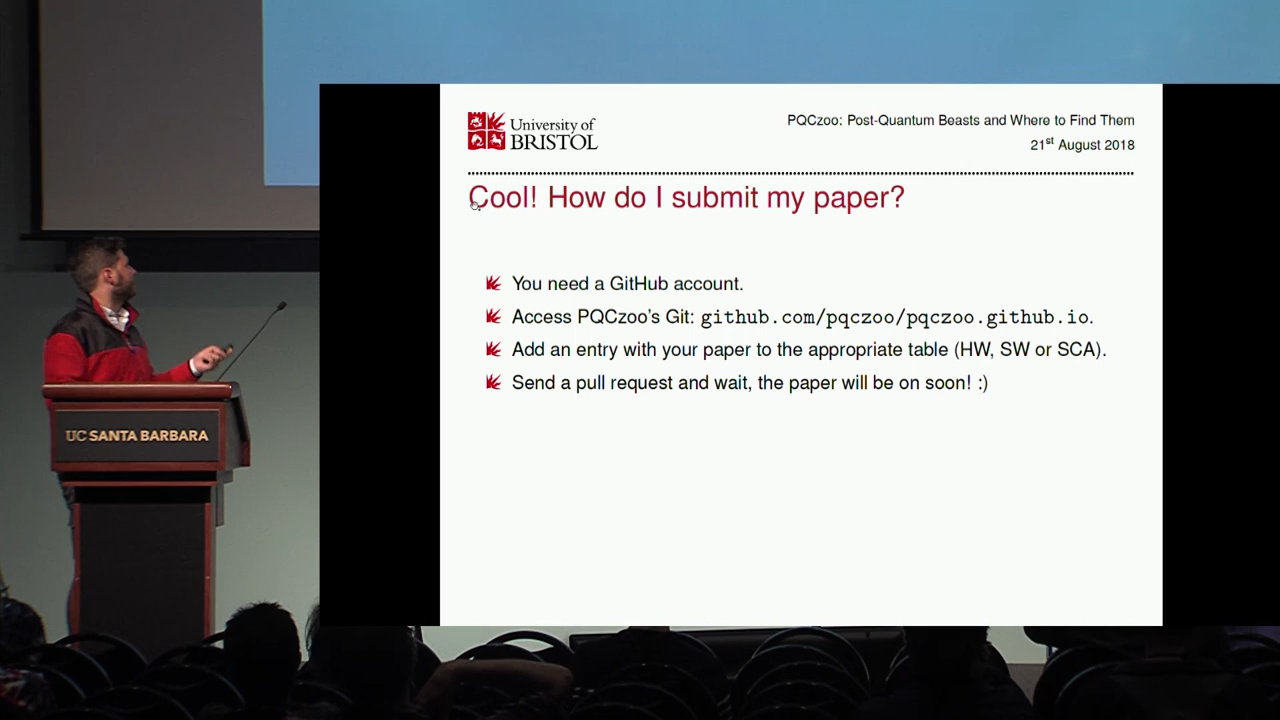 University of
BRISTOL
PQCzoo: Post-Quantum Beasts and Where to Find Them
21st August 2018
Cool! How do I submit my paper?
You need a GitHub account.
Access PQCzoo's Git: github.com/pqczoo/pqczoo.github.io.
Add an entry with your paper to the appropriate table (HW, SW or SCA).
Send a pull request and wait, the paper will be on soon! :)
UC SANTA BARBARA